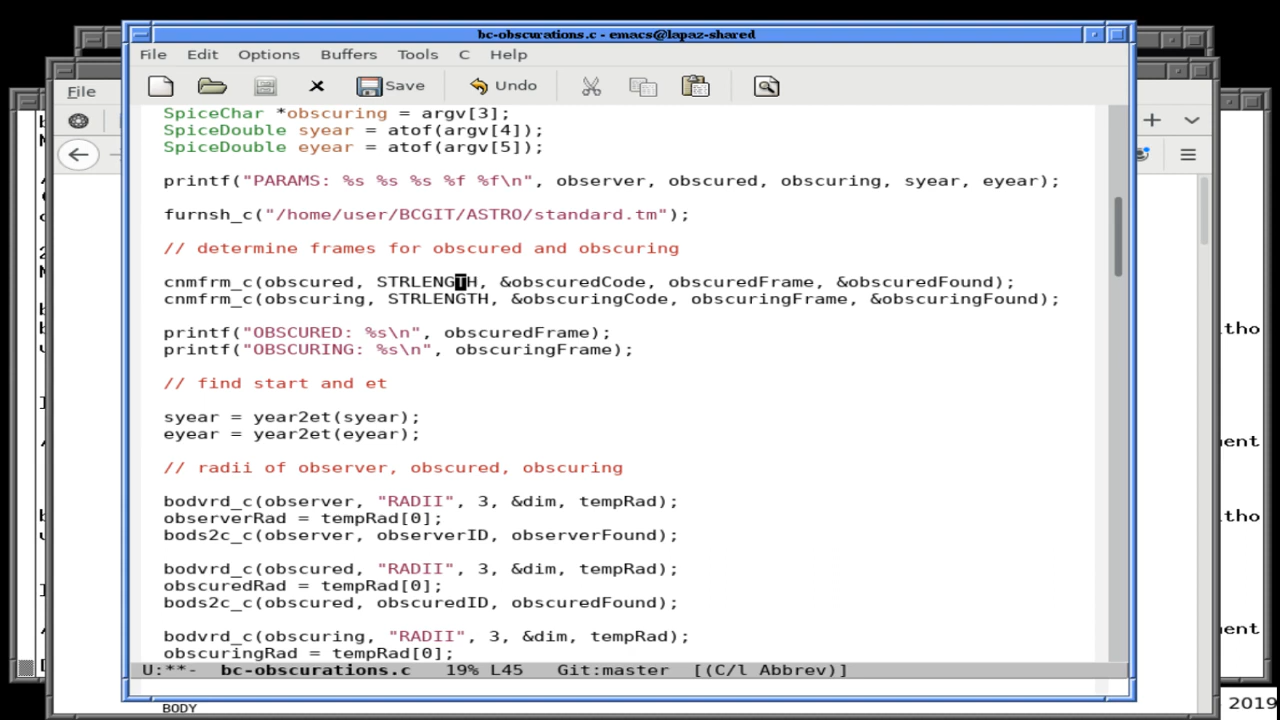 bc-obscurations.c - emacs@lapaz-shared
File Edit Options Buffers Tools C Help
Save Undo
SpiceChar *obscuring = argv[3];
SpiceDouble syear = atof(argv[4]);
SpiceDouble eyear = atof(argv[5]);
printf("PARAMS: %s %s %s %f %f\n", observer, obscured, obscuring, syear, eyear);
furnsh_c("/home/user/BCGIT/ASTRO/standard.tm");
// determine frames for obscured and obscuring
cnmfrm_c(obscured, STRLENGTH, &obscuredCode, obscuredFrame, &obscuredFound);
cnmfrm_c(obscuring, STRLENGTH, &obscuringCode, obscuringFrame, &obscuringFound);
printf("OBSCURED: %s\n", obscuredFrame);
printf("OBSCURING: %s\n", obscuringFrame);
// find start and et
syear = year2et(syear);
eyear = year2et(eyear);
// radii of observer, obscured, obscuring
bodvrd_c(observer, "RADII", 3, &dim, tempRad);
observerRad = tempRad[0];
bods2c_c(observer, observerID, observerFound);
bodvrd_c(obscured, "RADII", 3, &dim, tempRad);
obscuredRad = tempRad[0];
bods2c_c(obscured, obscuredID, obscuredFound);
bodvrd_c(obscuring, "RADII", 3, &dim, tempRad);
obscuringRad = tempRad[0];
U:**- bc-obscurations.c 19% L45 Git:master [(C/l Abbrev)]
File
BODY
2019